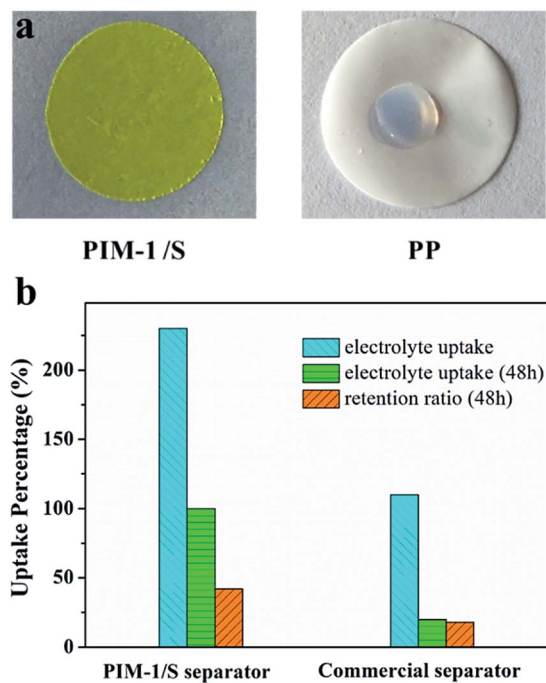 a
PIM-1 /S
PP
b
Uptake Percentage (%)
200
150
100
50
0
electrolyte uptake
electrolyte uptake (48h)
retention ratio (48h)
PIM-1/S separator
Commercial separator